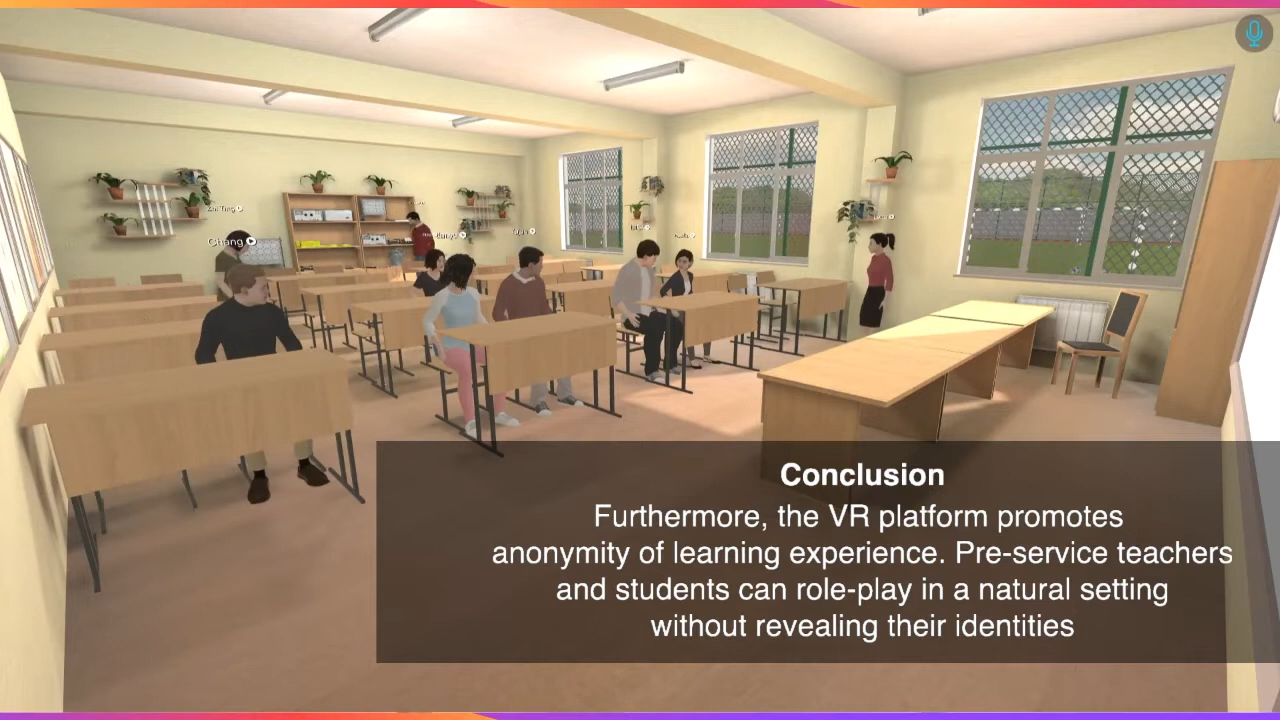 Chang
Conclusion
Furthermore, the VR platform promotes
anonymity of learning experience. Pre-service teachers
and students can role-play in a natural setting
without revealing their identities